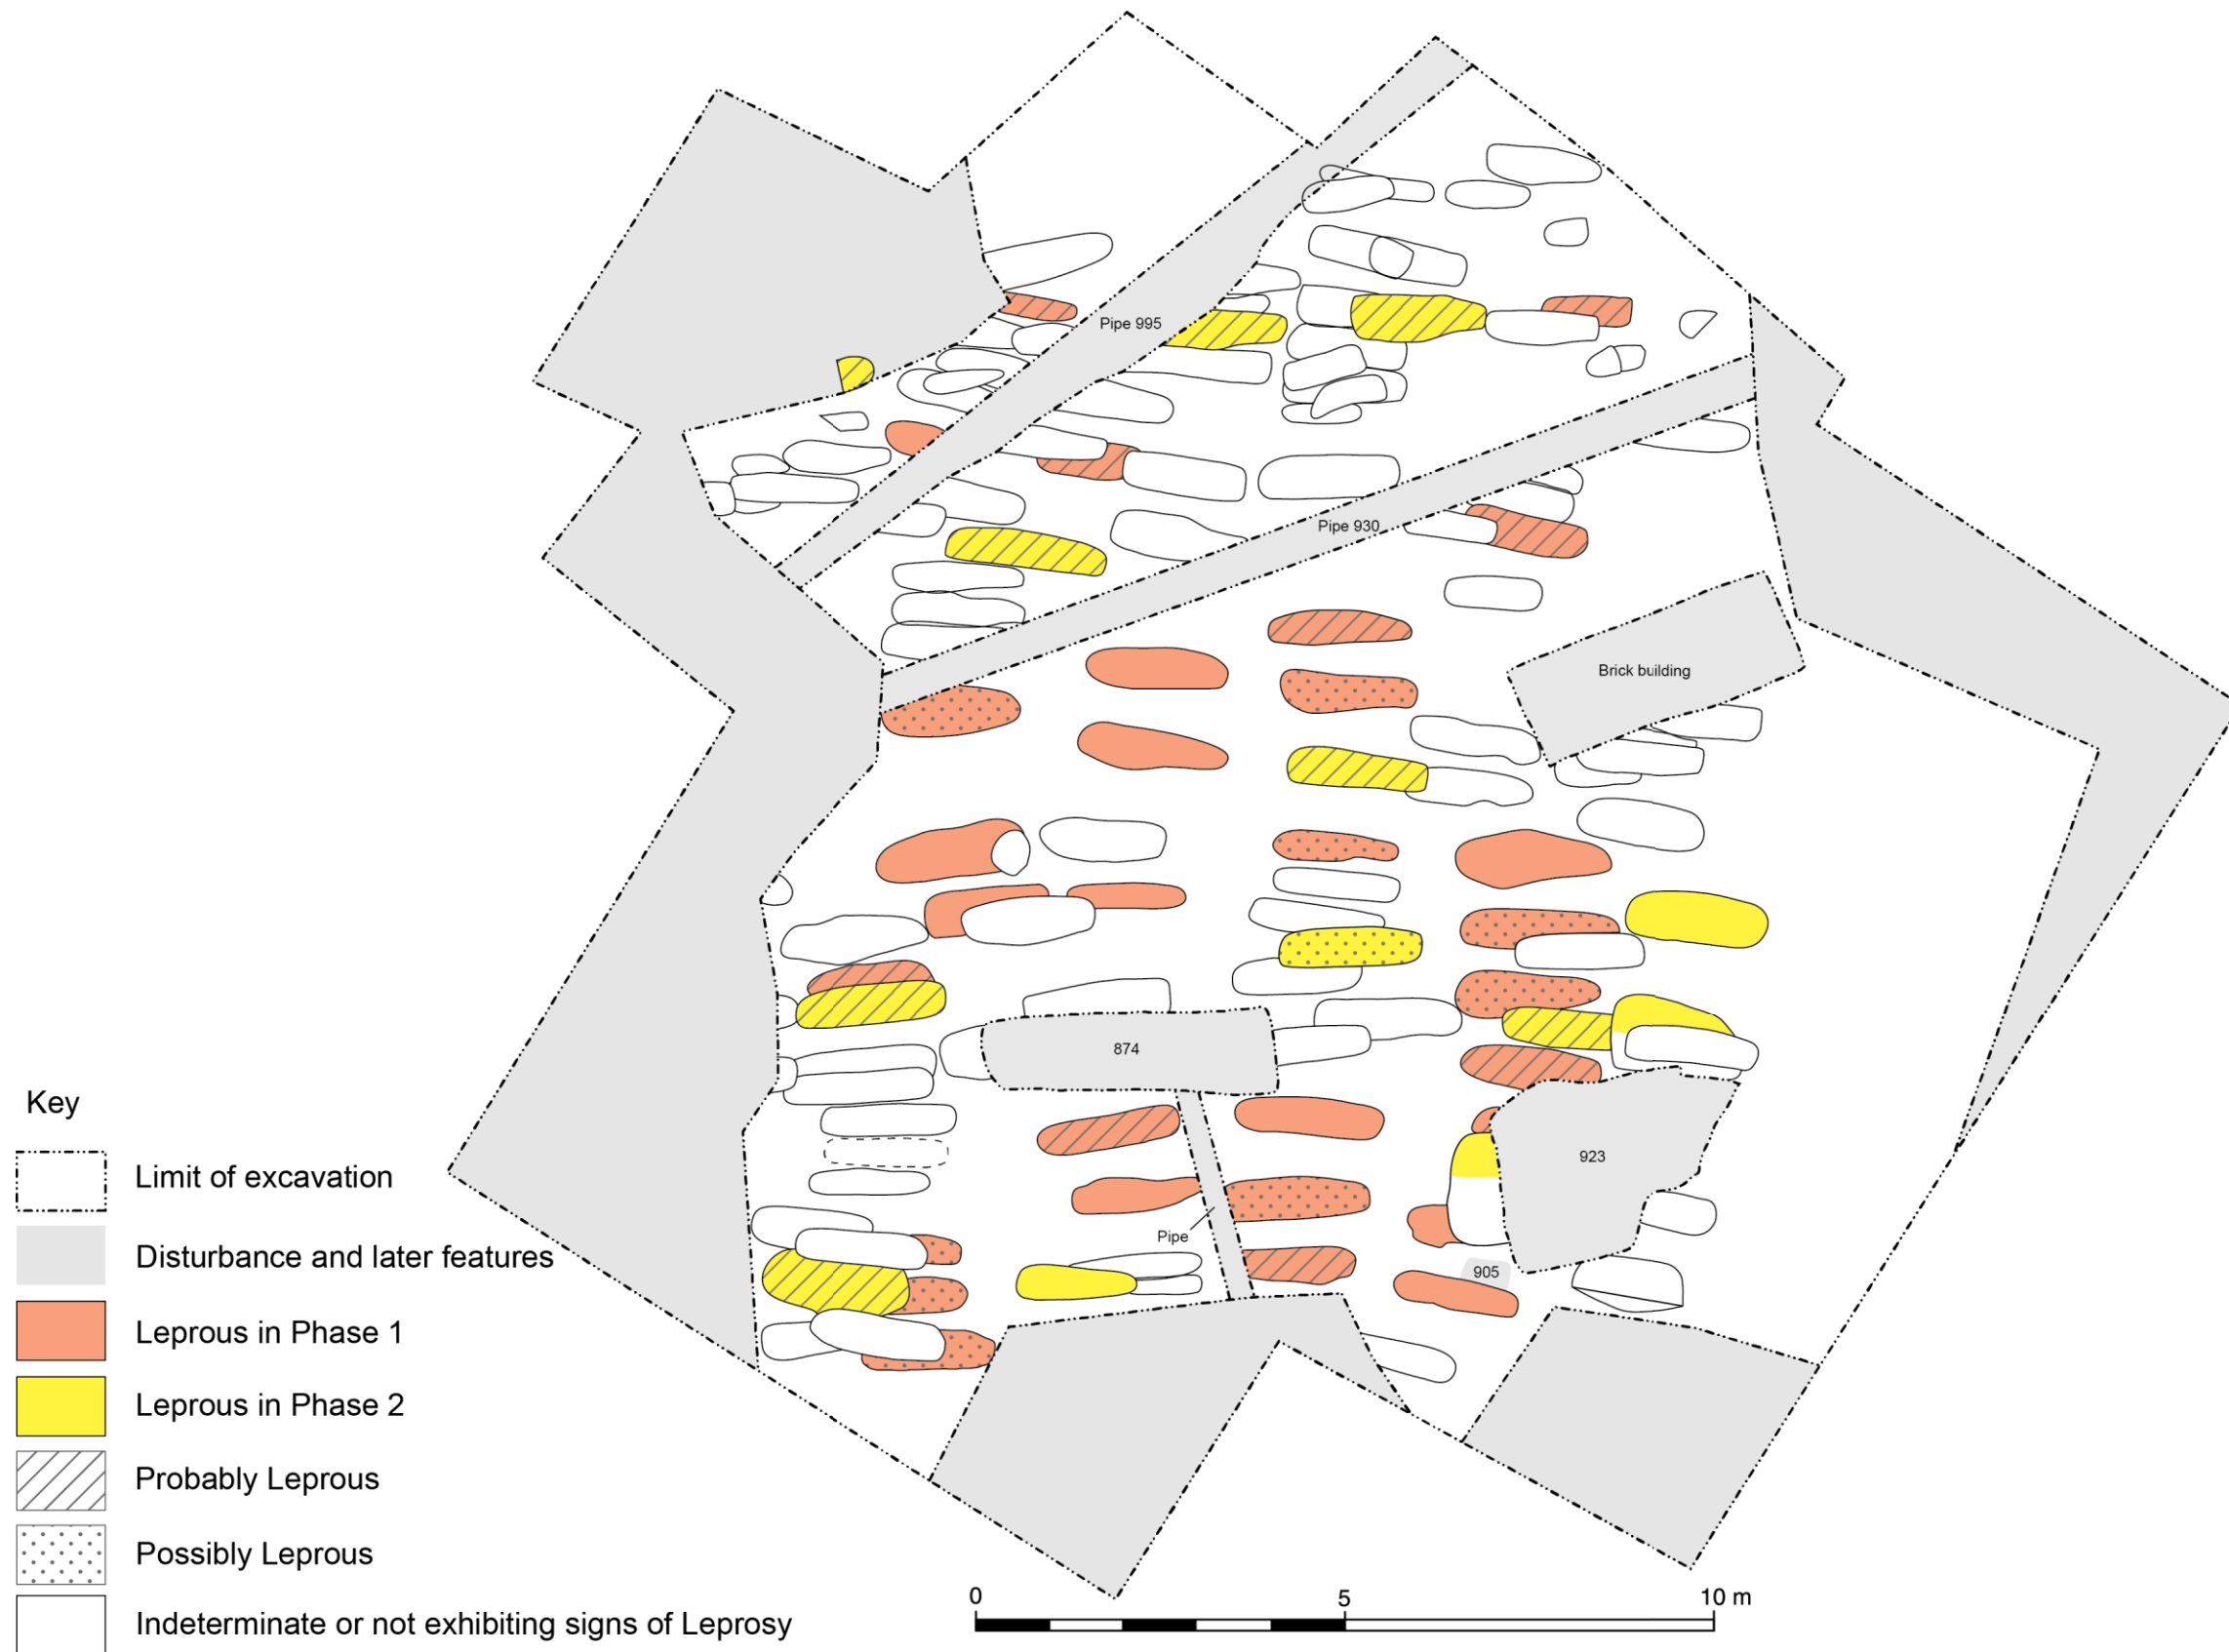 Pipe 995
Pipe 930
Brick building
874
923
Pipe
905
Key
Limit of excavation
Disturbance and later features
Leprous in Phase 1
Leprous in Phase 2
Probably Leprous
Possibly Leprous
Indeterminate or not exhibiting signs of Leprosy
0 5 10 m